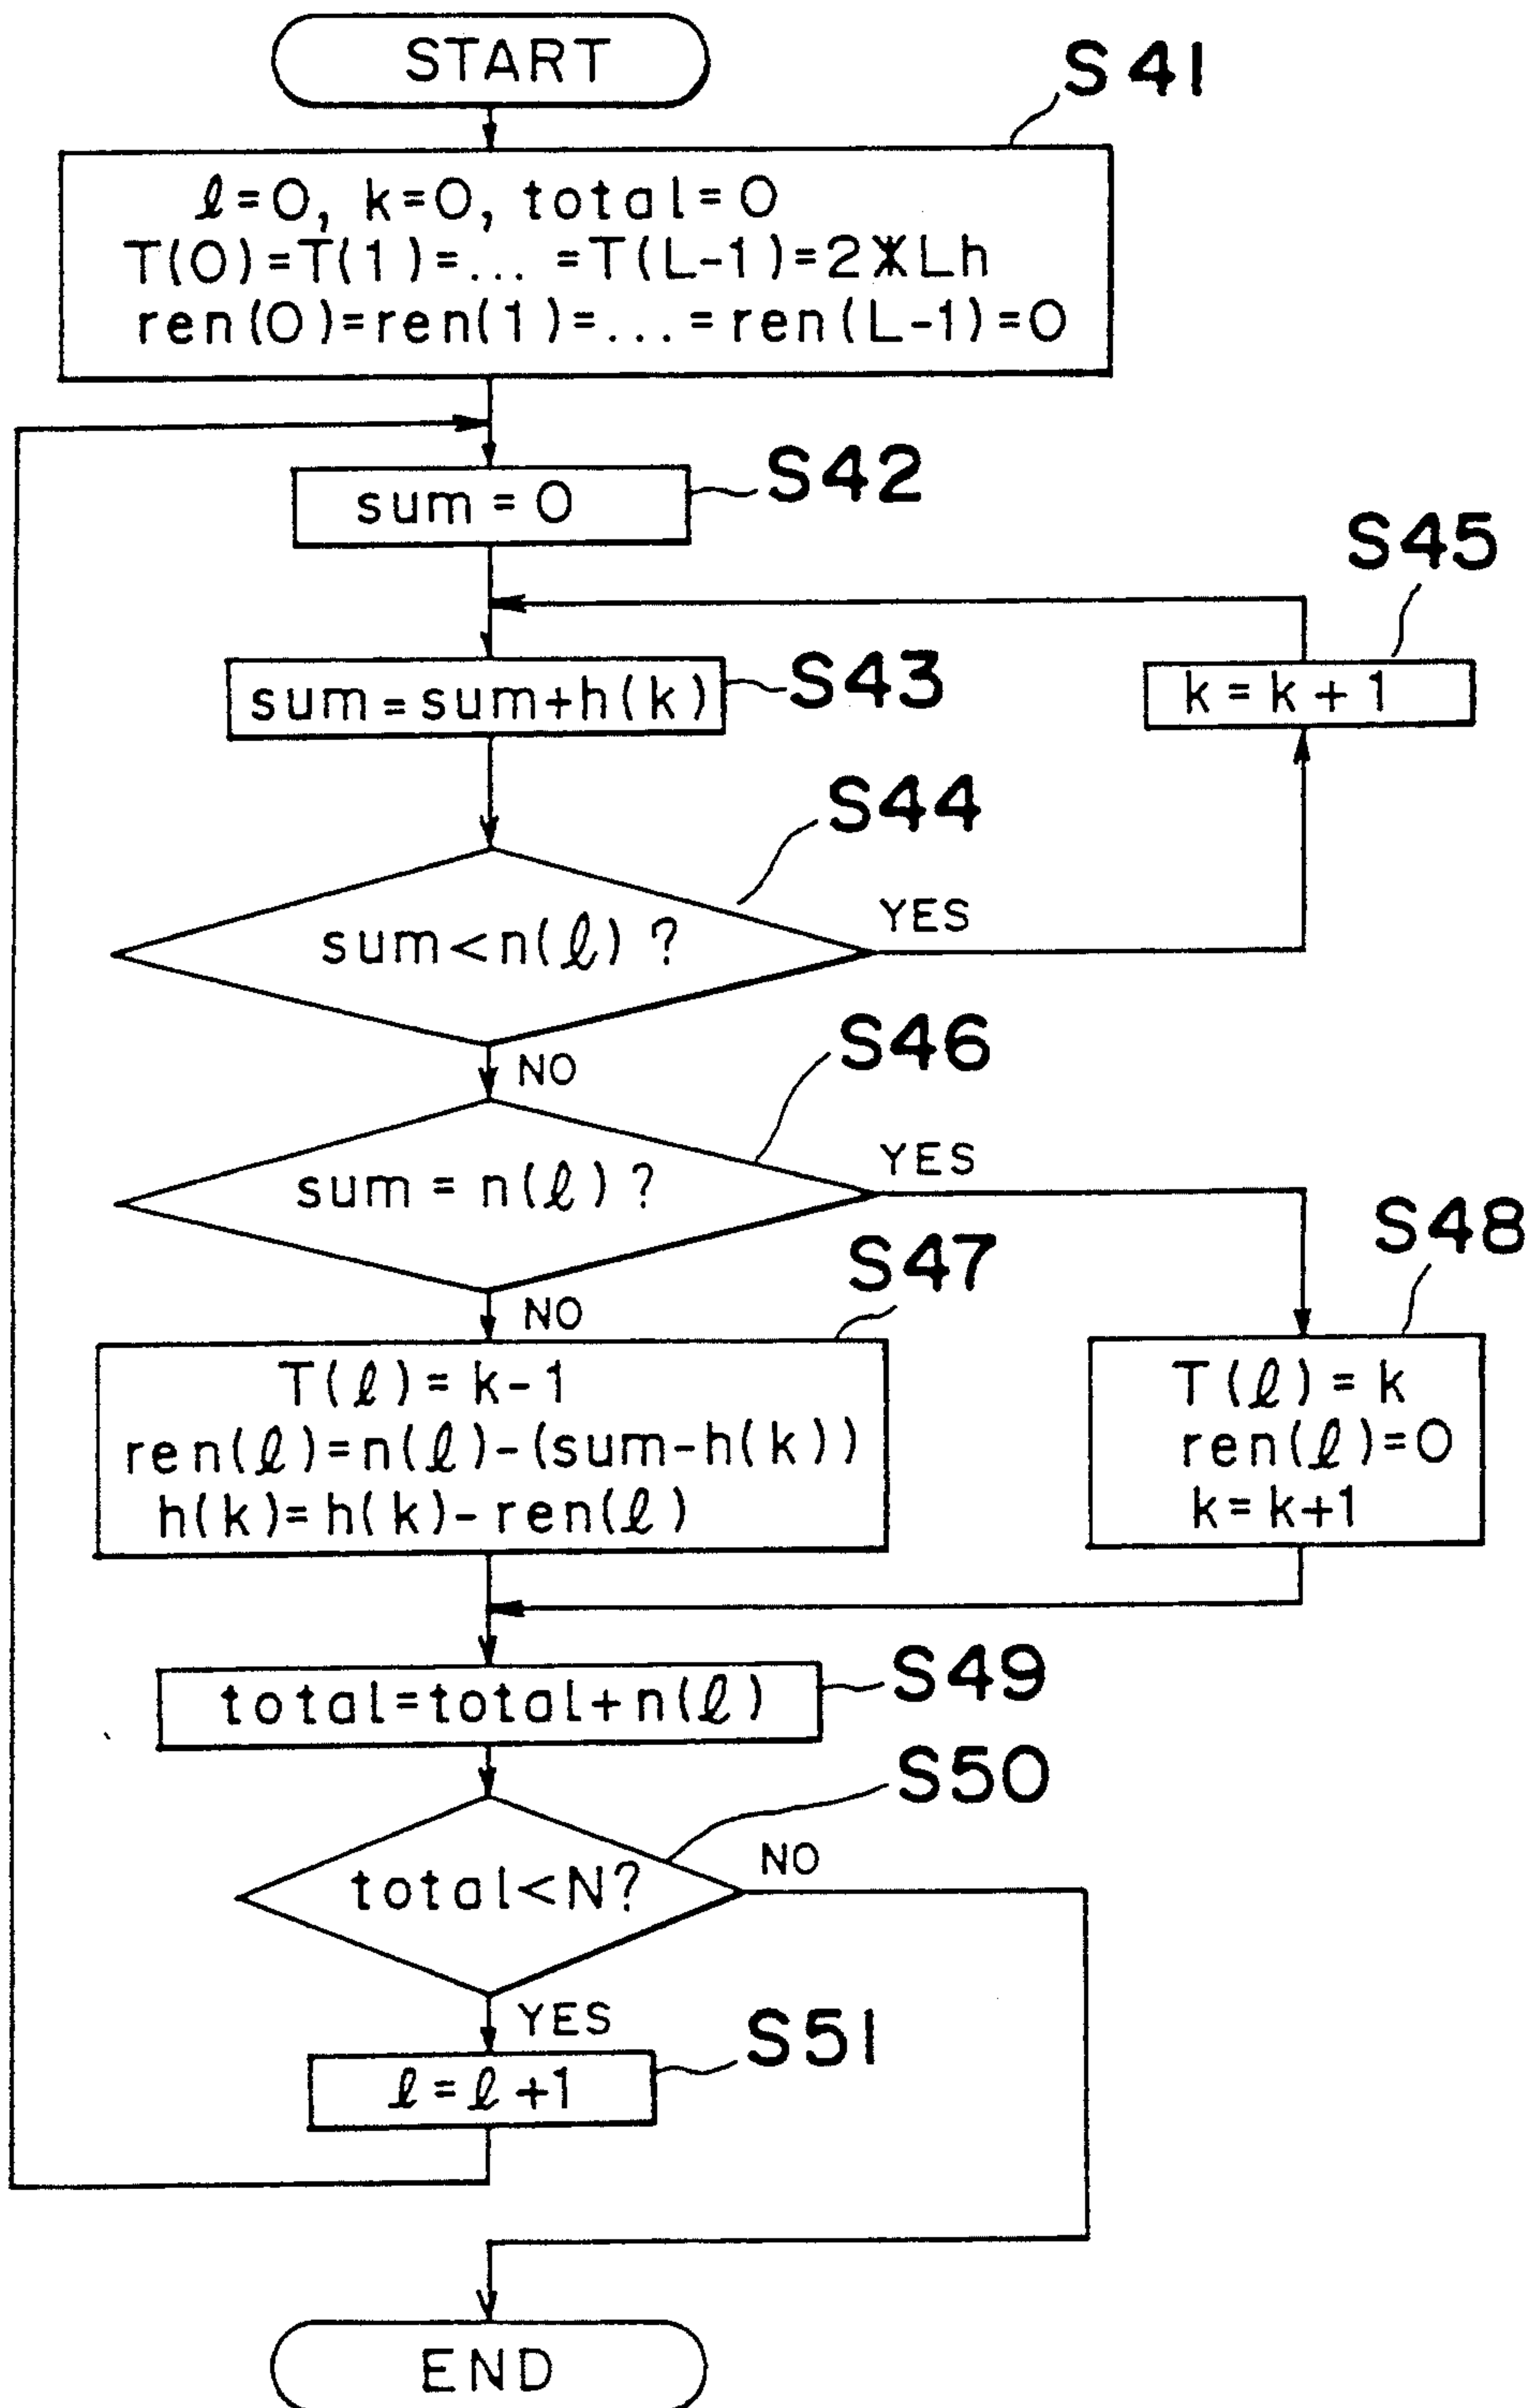 START
S41
ℓ=0, k=0, total=0
T(0)=T(1)=... =T(L-1)=2*Lh
ren(0)=ren(1)=...=ren(L-1)=0
S42
sum=0
S45
S43
sum=sum+h(k)
k=k+1
S44
YES
sum<n(ℓ)?
S46
NO
YES
sum=n(ℓ)?
S48
S47
NO
T(ℓ)=k-1
ren(ℓ)=n(ℓ)-(sum-h(k))
h(k)=h(k)-ren(ℓ)
T(ℓ)=k
ren(ℓ)=0
k=k+1
S49
total=total+n(ℓ)
S50
NO
total<N?
YES
S51
ℓ=ℓ+1
END